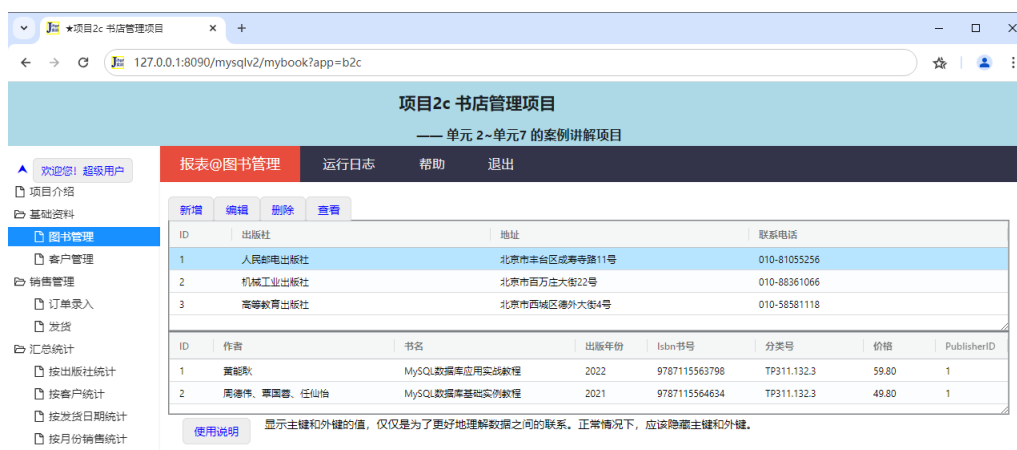 ★项目2c 书店管理项目
127.0.0.1:8090/mysqlv2/mybook?app=b2c
项目2c 书店管理项目
—— 单元 2~单元7 的案例讲解项目
欢迎您！超级用户
报表@图书管理 运行日志 帮助 退出
项目介绍
基础资料
图书管理
客户管理
销售管理
订单录入
发货
汇总统计
按出版社统计
按客户统计
按发货日期统计
按月份销售统计
新增 编辑 删除 查看
ID 出版社 地址 联系电话
1 人民邮电出版社 北京市丰台区成寿寺路11号 010-81055256
2 机械工业出版社 北京市百万庄大街22号 010-88361066
3 高等教育出版社 北京市西城区德外大街4号 010-58581118
ID 作者 书名 出版年份 Isbn书号 分类号 价格 PublisherID
1 黄能耿 MySQL数据库应用实战教程 2022 9787115563798 TP311.132.3 59.80 1
2 周德伟、覃国蓉、任仙怡 MySQL数据库基础实例教程 2021 9787115564634 TP311.132.3 49.80 1
使用说明 显示主键和外键的值，仅仅是为了更好地理解数据之间的联系。正常情况下，应该隐藏主键和外键。